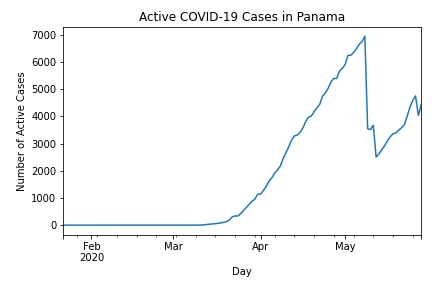 Active COVID-19 Cases in Panama
Number of Active Cases
7000
6000
5000
4000
3000
2000
1000
0
Feb
2020
Mar
Apr
May
Day